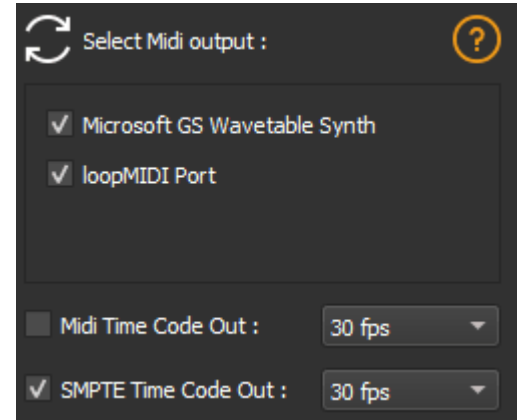 Select Midi output :
?
Microsoft GS Wavetable Synth
loopMIDI Port
Midi Time Code Out : 30 fps
SMPTE Time Code Out : 30 fps